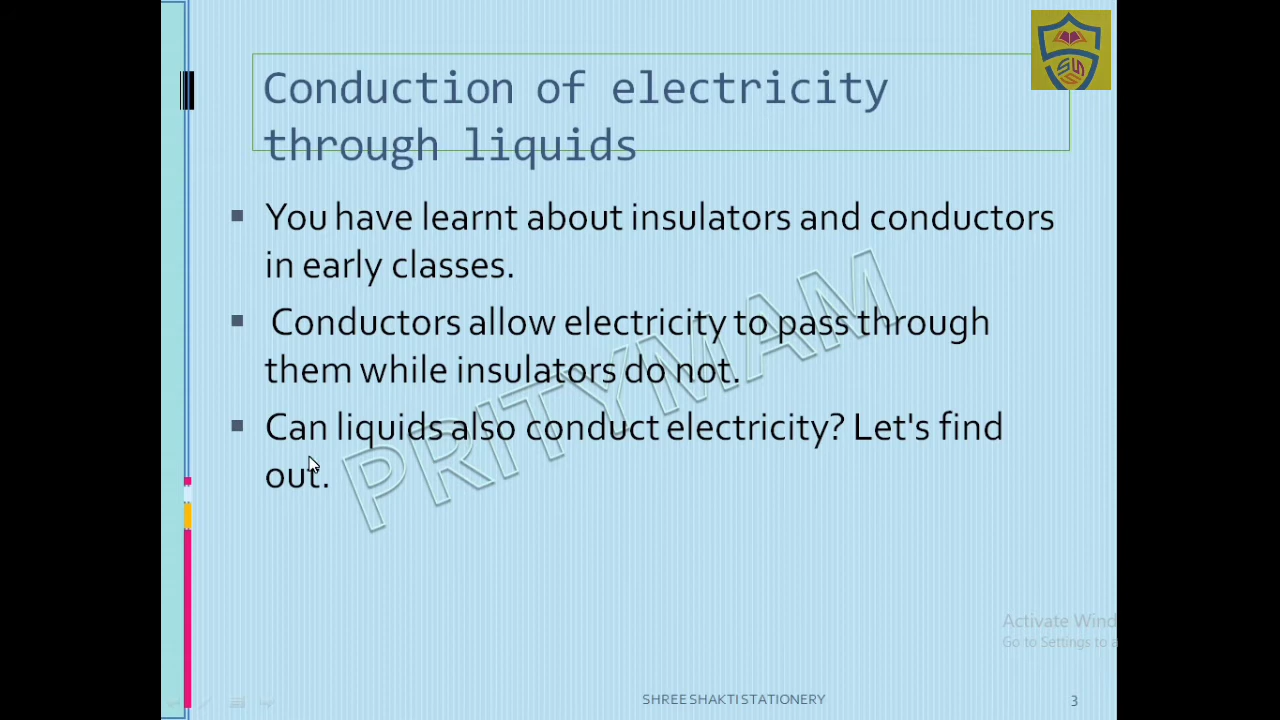 Conduction of electricity
through liquids
You have learnt about insulators and conductors
in early classes.
Conductors allow electricity to pass through
them while insulators do not.
Can liquids also conduct electricity? Let's find
out.
PRITYMAM
Activate Wind
Go to Settings to a
SHREE SHAKTI STATIONERY
3